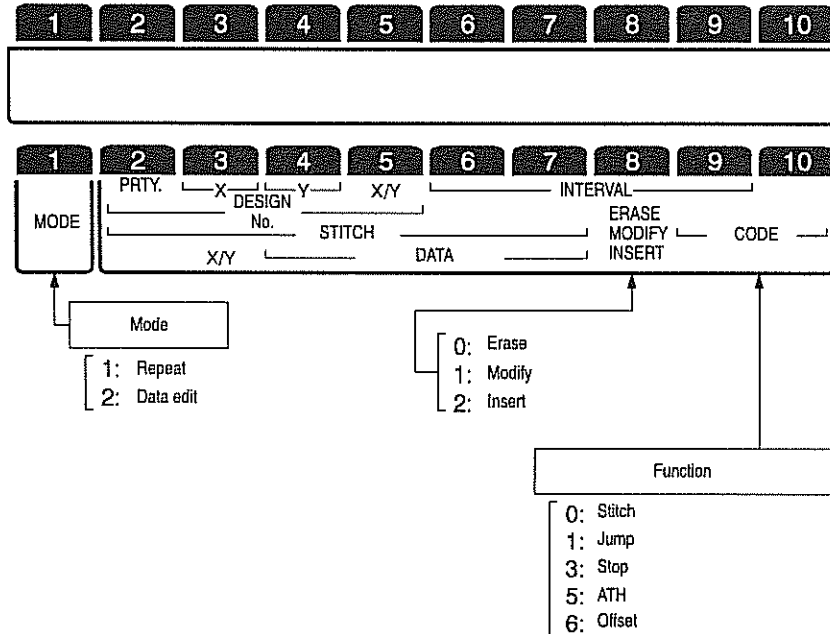 1 2 3 4 5 6 7 8 9 10
1 2 3 4 5 6 7 8 9 10
PRTY. X Y X/Y INTERVAL
DESIGN
No.
MODE
STITCH
ERASE
MODIFY
INSERT
CODE
X/Y DATA
Mode
1: Repeat
2: Data edit
0: Erase
1: Modify
2: Insert
Function
0: Stitch
1: Jump
3: Stop
5: ATH
6: Offset